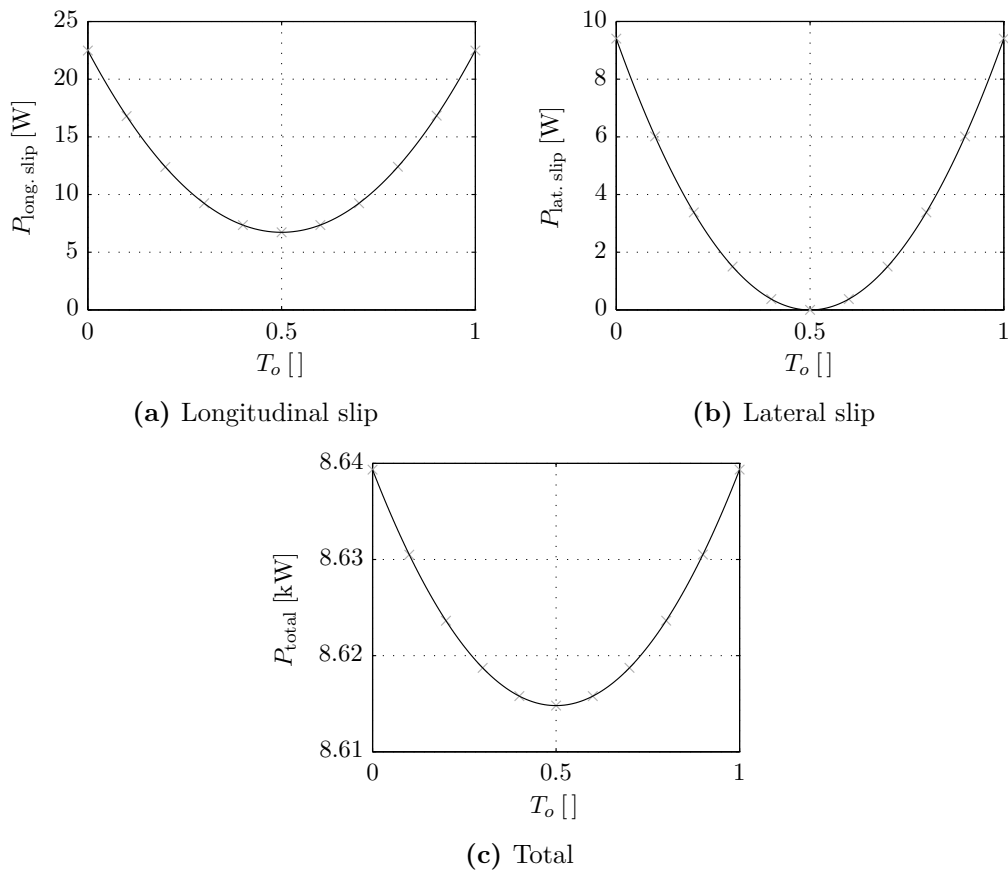 25
20
15
10
5
0
P_long. slip [W]
0 0.5 1
T_o [ ]
(a) Longitudinal slip
10
8
6
4
2
0
P_lat. slip [W]
0 0.5 1
T_o [ ]
(b) Lateral slip
8.64
8.63
8.62
8.61
P_total [kW]
0 0.5 1
T_o [ ]
(c) Total